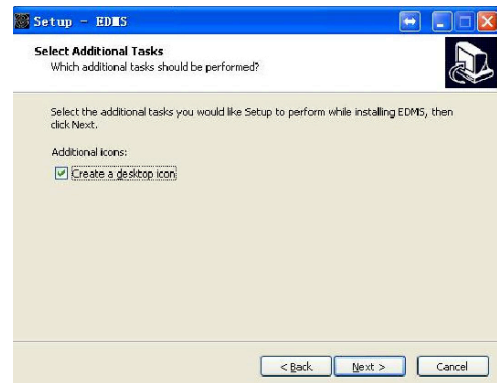 Setup - EDMS
Select Additional Tasks
Which additional tasks should be performed?
Select the additional tasks you would like Setup to perform while installing EDMS, then
click Next.
Additional icons:
Create a desktop icon
< Back
Next >
Cancel